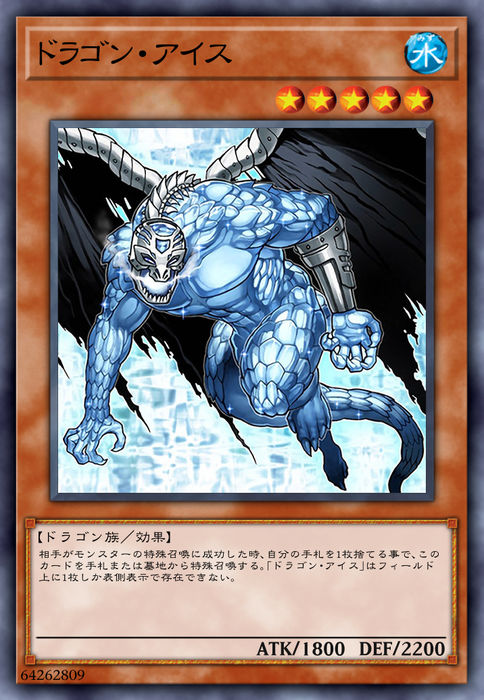 ドラゴン・アイス
みず
水
【ドラゴン族／効果】
相手がモンスターの特殊召喚に成功した時、自分の手札を1枚捨てる事で、この
カードを手札または墓地から特殊召喚する。「ドラゴン・アイス」はフィールド
上に1枚しか表側表示で存在できない。
ATK/1800 DEF/2200
64262809